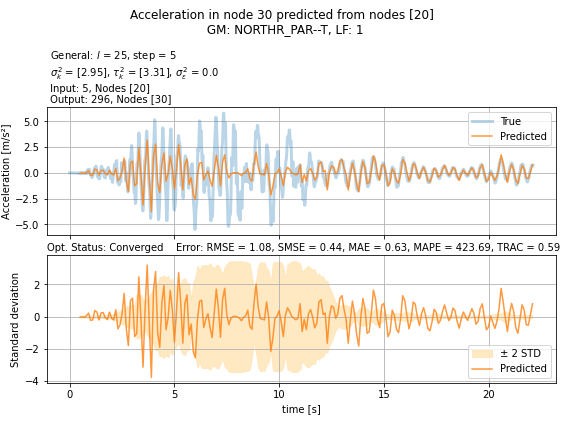 Acceleration in node 30 predicted from nodes [20]
GM: NORTHR_PAR--T, LF: 1
General: l = 25, step = 5
σ²ₖ = [2.95], τ²ₖ = [3.31], σ²ₑ = 0.0
Input: 5, Nodes [20]
Output: 296, Nodes [30]
Acceleration [m/s²]
5.0
2.5
0.0
−2.5
−5.0
True
Predicted
Opt. Status: Converged Error: RMSE = 1.08, SMSE = 0.44, MAE = 0.63, MAPE = 423.69, TRAC = 0.59
Standard deviation
2
0
−2
−4
± 2 STD
Predicted
0 5 10 15 20
time [s]